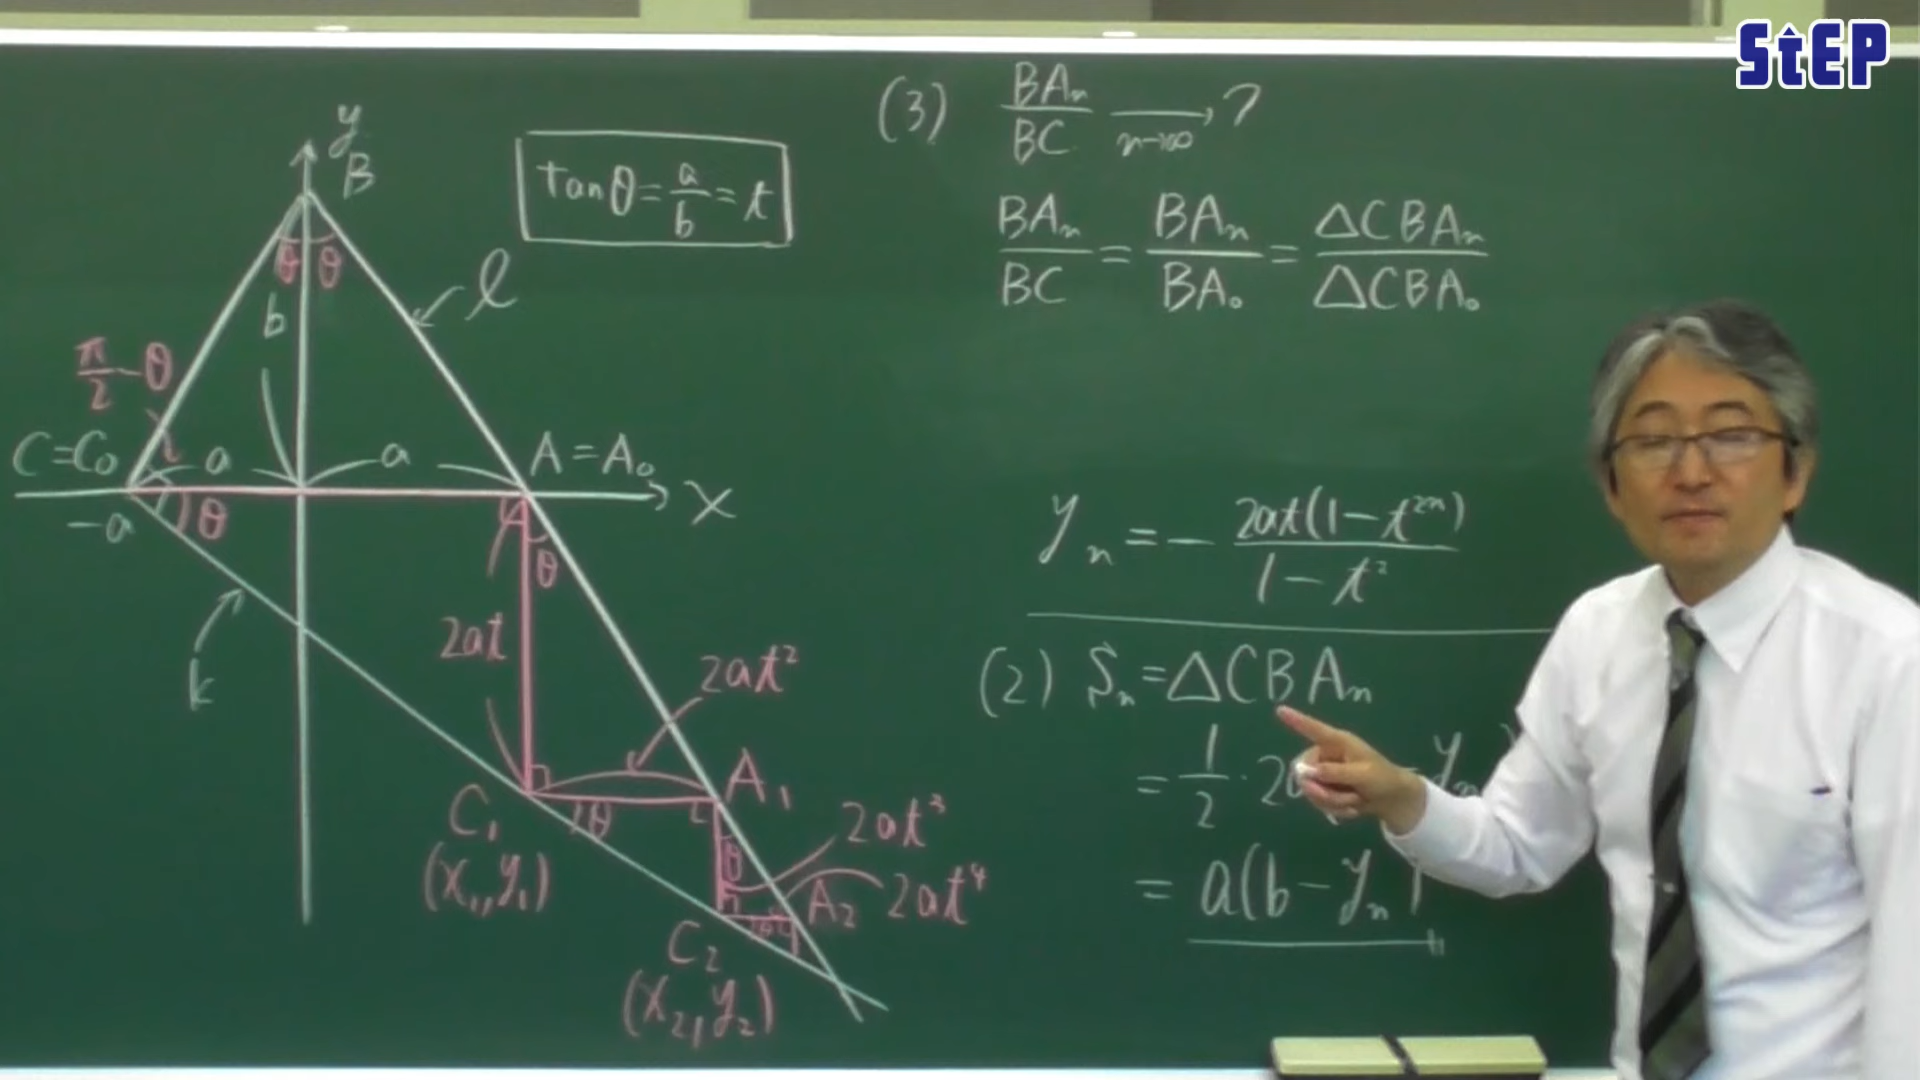 StEP
y
B
tanθ = a/b = t
θ θ
b
l
π/2 - θ
C = C₀
a
a
A = A₀
x
-a
θ
θ
k
2at
2at²
A₁
C₁
θ
(x₁, y₁)
2at³
θ
A₂
2at⁴
C₂
(x₂, y₂)
(3) BAₙ/BC →(n→∞) ?
BAₙ/BC = BAₙ/BA₀ = △CBAₙ/△CBA₀
yₙ = - 2at(1-t²ⁿ)/(1-t²)
(2) Sₙ = △CBAₙ
= 1/2 · 2 - yₙ
= a(b - yₙ)